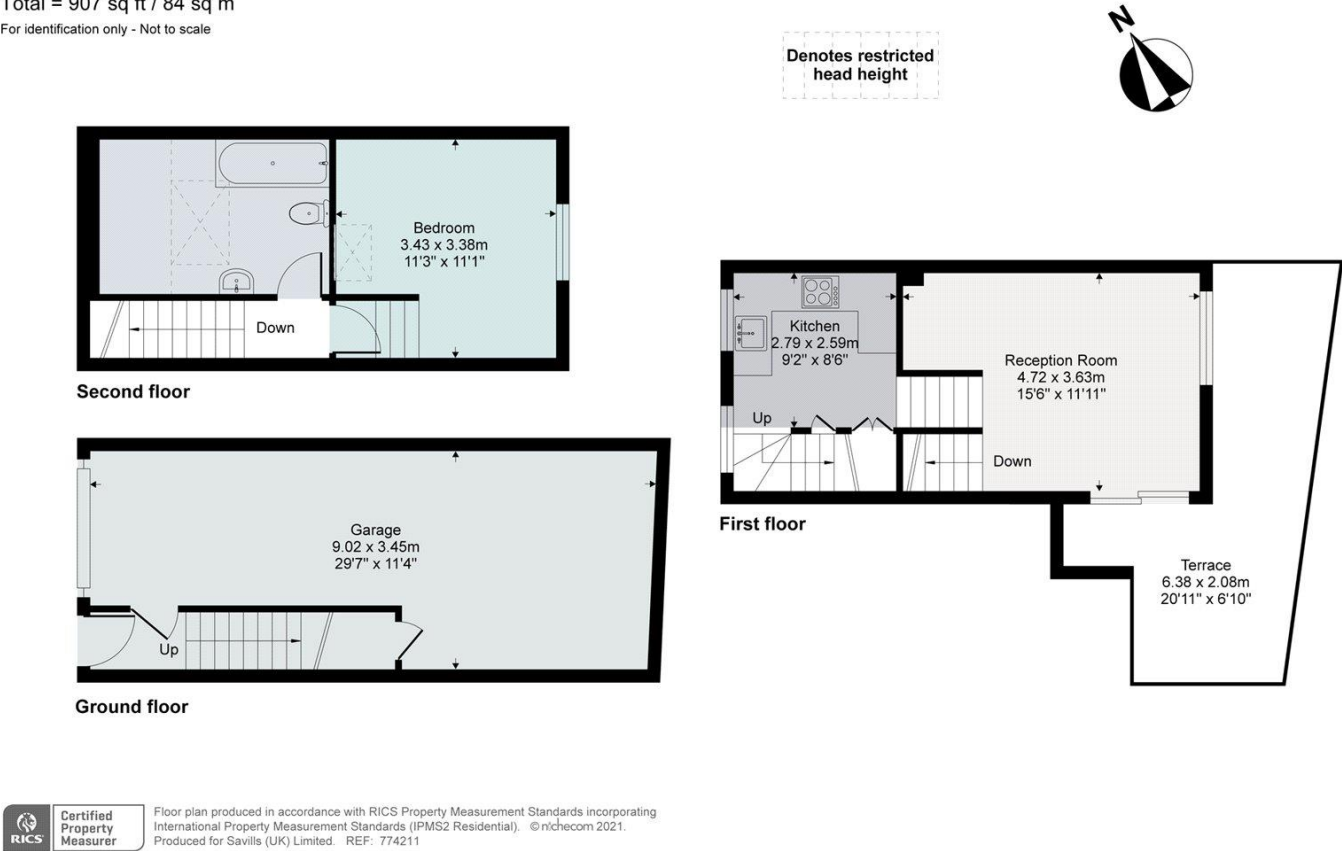 Total = 907 sq ft / 84 sq m
For identification only - Not to scale
Denotes restricted
head height
N
Bedroom
3.43 x 3.38m
11'3" x 11'1"
Down
Second floor
Kitchen
2.79 x 2.59m
9'2" x 8'6"
Up
Reception Room
4.72 x 3.63m
15'6" x 11'11"
Down
First floor
Terrace
6.38 x 2.08m
20'11" x 6'10"
Garage
9.02 x 3.45m
29'7" x 11'4"
Up
Ground floor
RICS
Certified
Property
Measurer
Floor plan produced in accordance with RICS Property Measurement Standards incorporating
International Property Measurement Standards (IPMS2 Residential). © nichecom 2021.
Produced for Savills (UK) Limited. REF: 774211